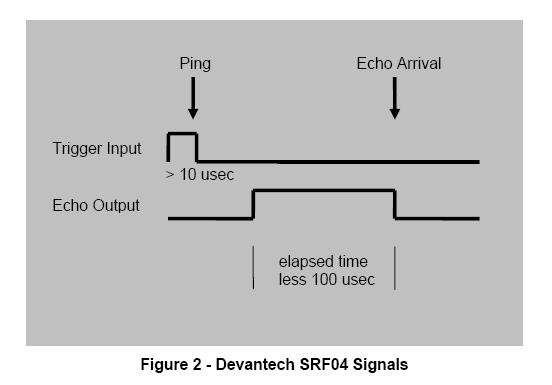 Ping
Echo Arrival
Trigger Input
> 10 usec
Echo Output
elapsed time
less 100 usec
Figure 2 - Devantech SRF04 Signals